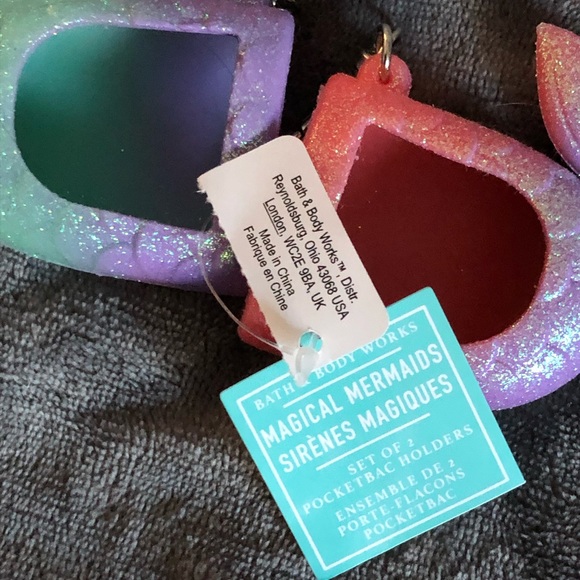 Bath & Body Works™, Distr.
Reynoldsburg, Ohio 43068 USA
London, WC2E 9BA, UK
Made in China
Fabriqué en Chine
BATH & BODY WORKS
MAGICAL MERMAIDS
SIRÈNES MAGIQUES
SET OF 2
POCKETBAC HOLDERS
ENSEMBLE DE 2
PORTE-FLACONS
POCKETBAC